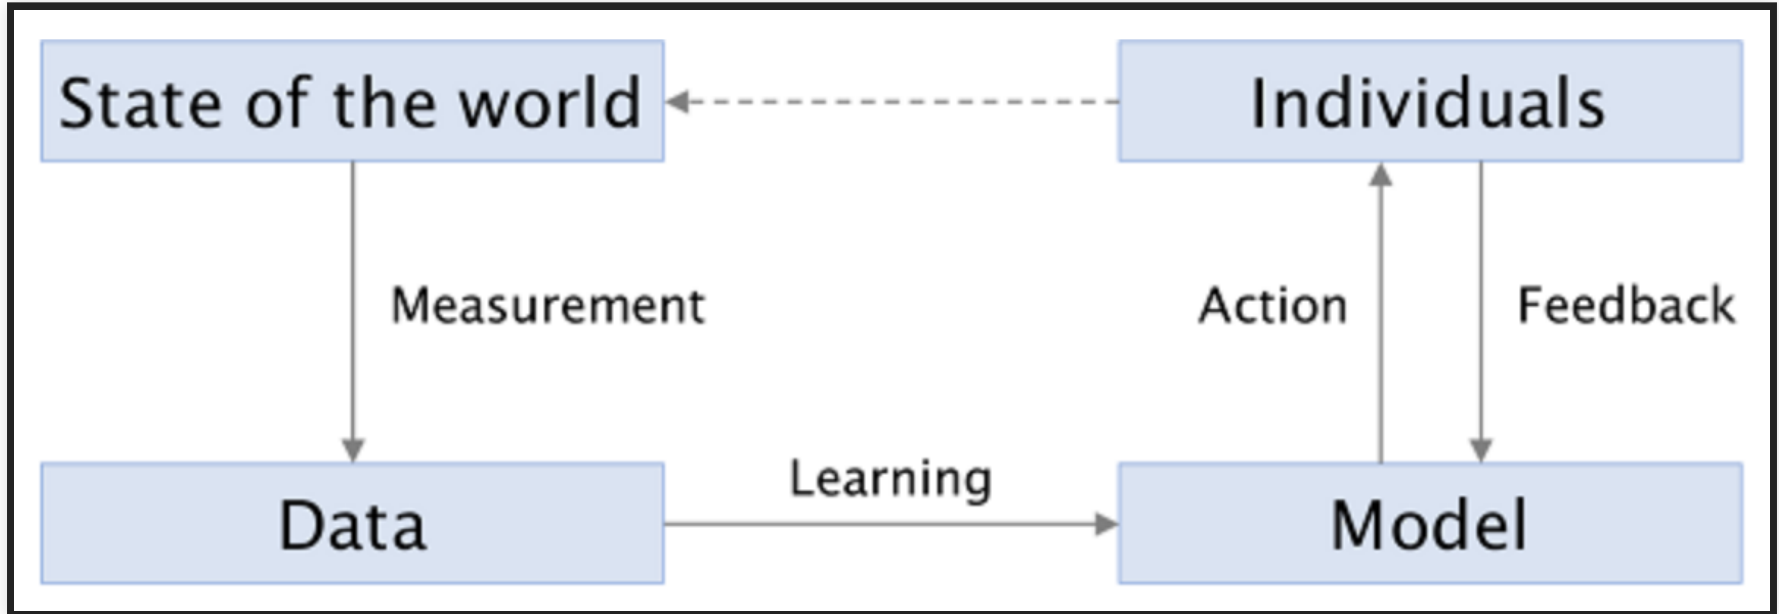 State of the world
Individuals
Measurement
Action
Feedback
Learning
Data
Model